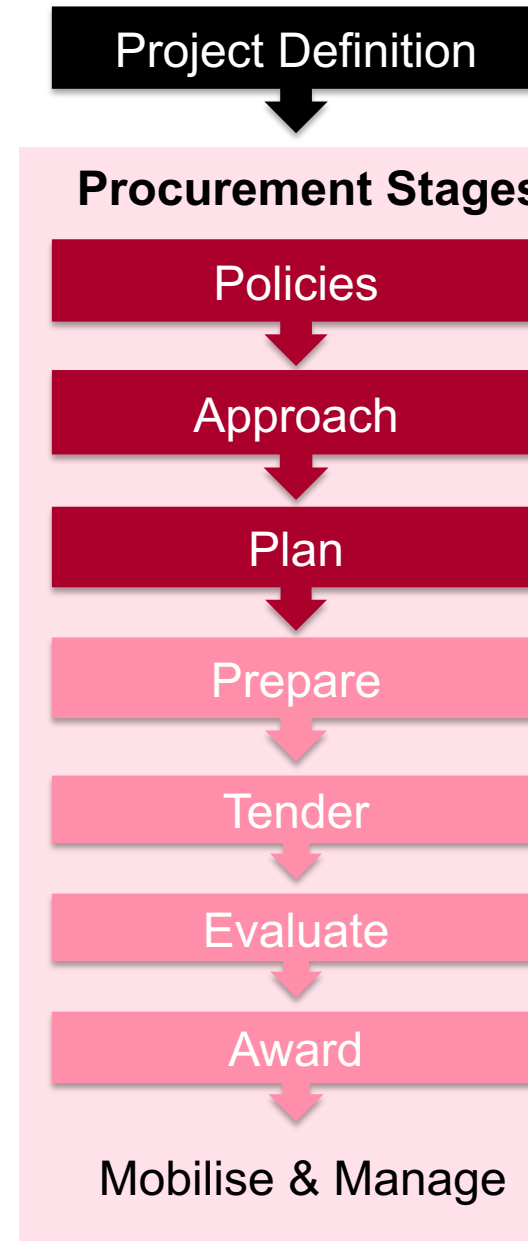 Project Definition
Procurement Stages
Policies
Approach
Plan
Prepare
Tender
Evaluate
Award
Mobilise & Manage